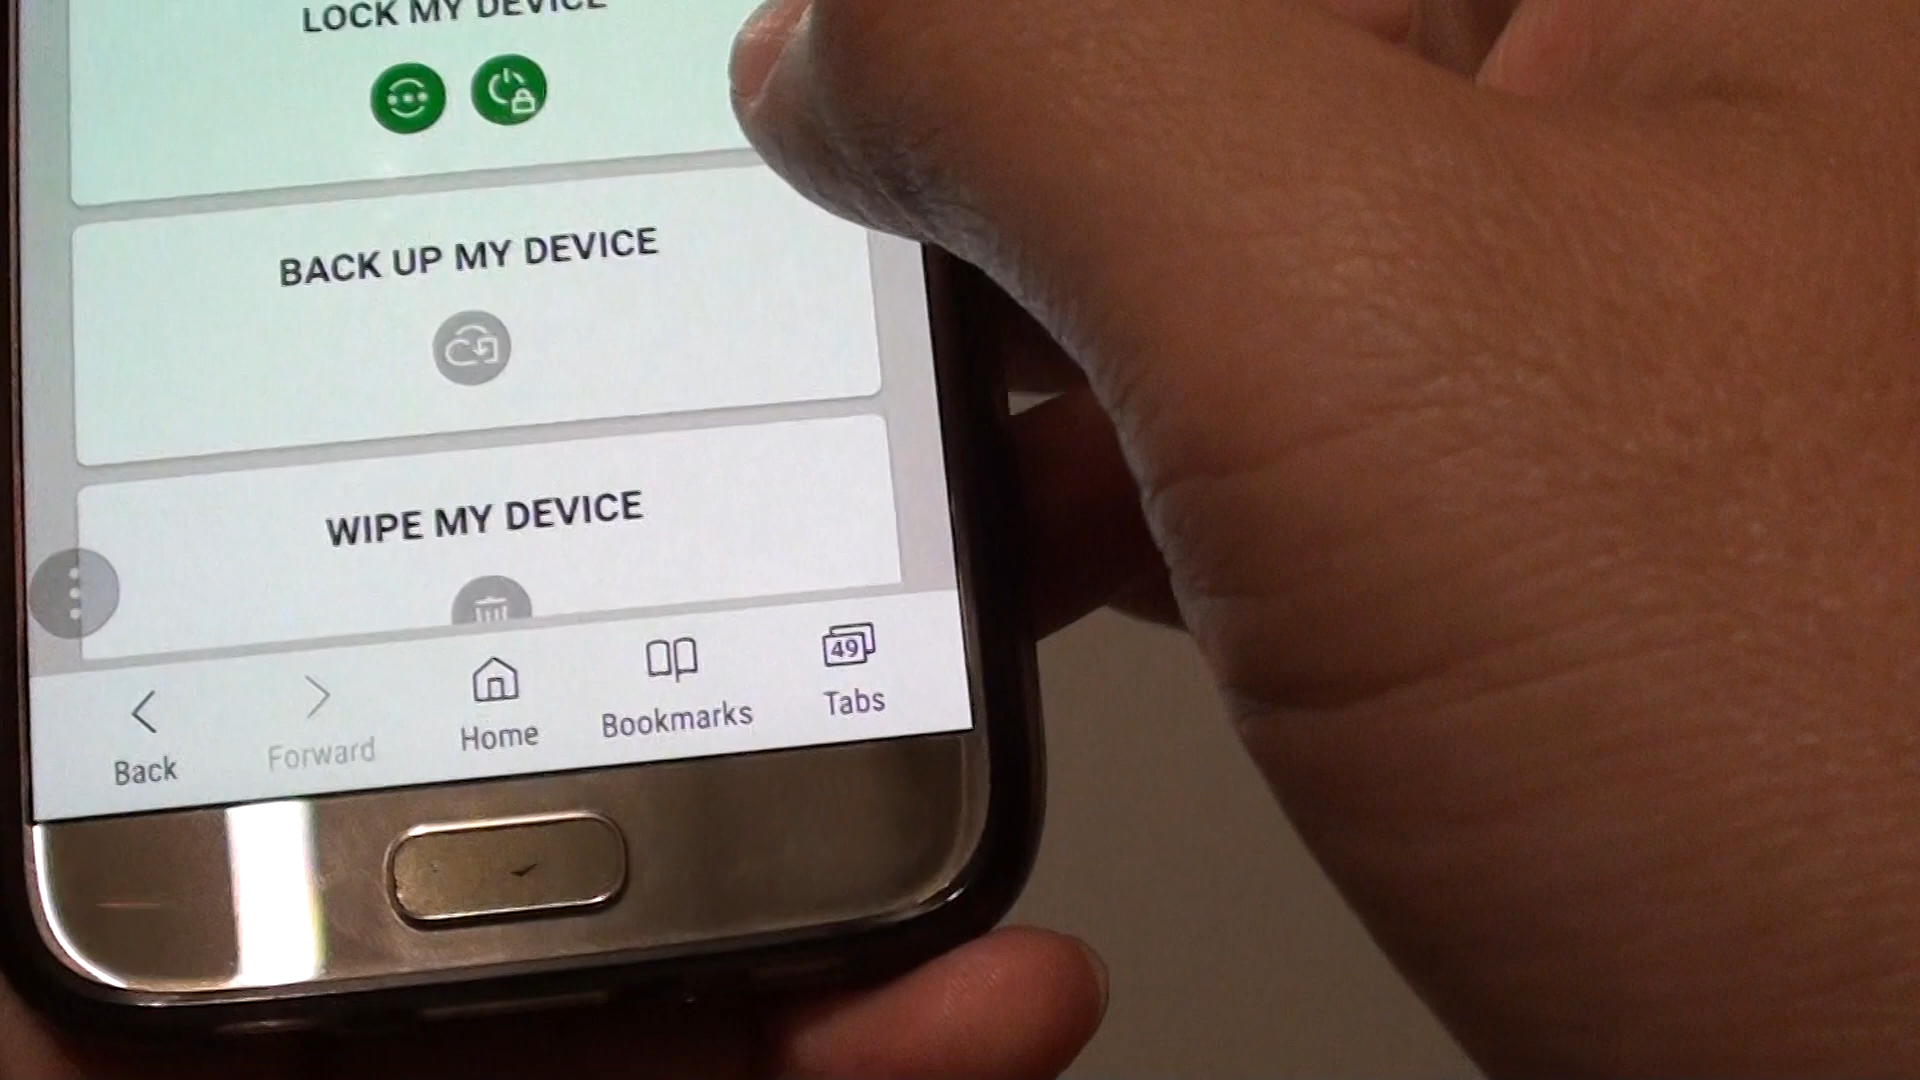 LOCK MY DEVICE
BACK UP MY DEVICE
WIPE MY DEVICE
Back
Forward
Home
Bookmarks
49
Tabs